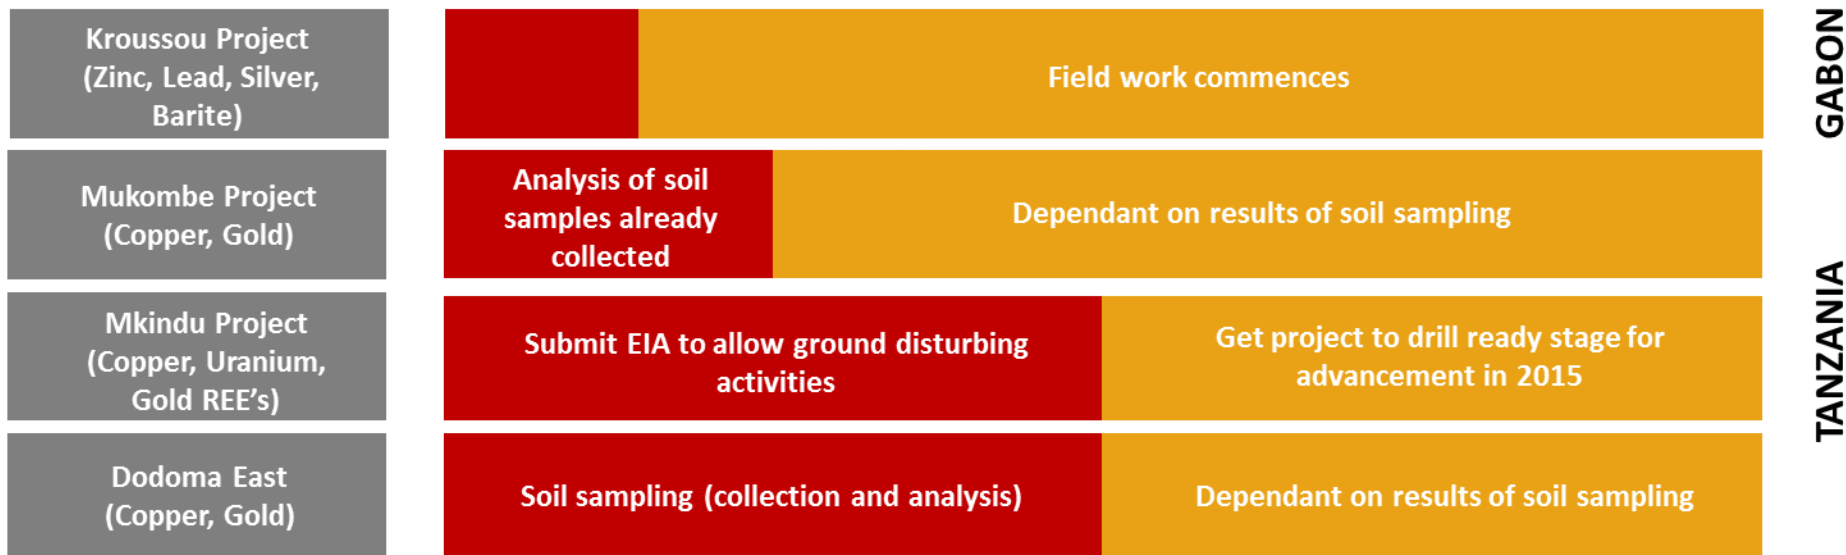 Kroussou Project
(Zinc, Lead, Silver,
Barite)
Field work commences
GABON
Mukombe Project
(Copper, Gold)
Analysis of soil
samples already
collected
Dependant on results of soil sampling
Mkindu Project
(Copper, Uranium,
Gold REE’s)
Submit EIA to allow ground disturbing
activities
Get project to drill ready stage for
advancement in 2015
TANZANIA
Dodoma East
(Copper, Gold)
Soil sampling (collection and analysis)
Dependant on results of soil sampling